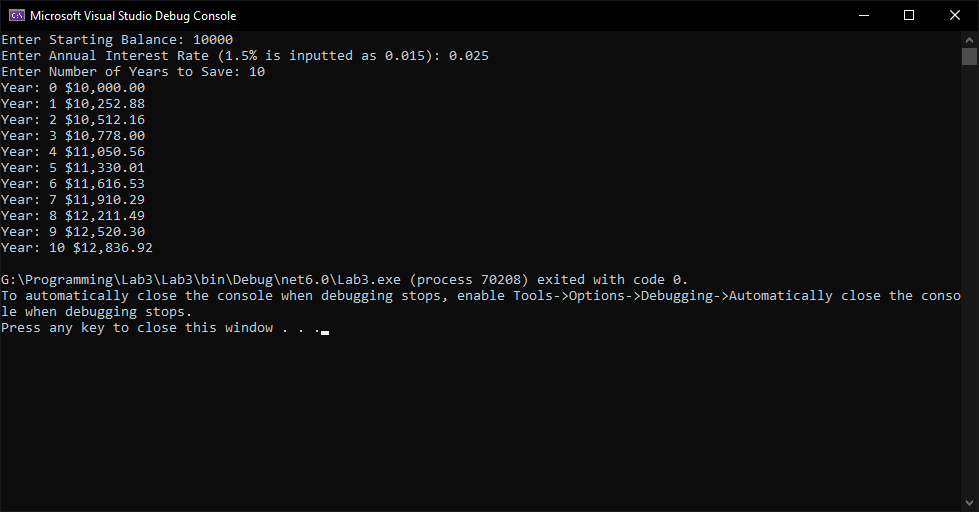 Microsoft Visual Studio Debug Console
Enter Starting Balance: 10000
Enter Annual Interest Rate (1.5% is inputted as 0.015): 0.025
Enter Number of Years to Save: 10
Year: 0 $10,000.00
Year: 1 $10,252.88
Year: 2 $10,512.16
Year: 3 $10,778.00
Year: 4 $11,050.56
Year: 5 $11,330.01
Year: 6 $11,616.53
Year: 7 $11,910.29
Year: 8 $12,211.49
Year: 9 $12,520.30
Year: 10 $12,836.92
G:\Programming\Lab3\Lab3\bin\Debug\net6.0\Lab3.exe (process 70208) exited with code 0.
To automatically close the console when debugging stops, enable Tools->Options->Debugging->Automatically close the conso
le when debugging stops.
Press any key to close this window . . .